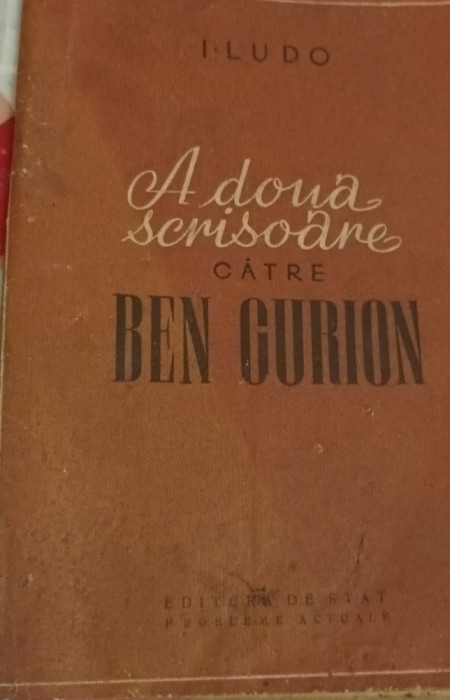 I. LUDO
A doua
scrisoare
CĂTRE
BEN GURION
EDITURA DE STAT
PROBLEME ACTUALE